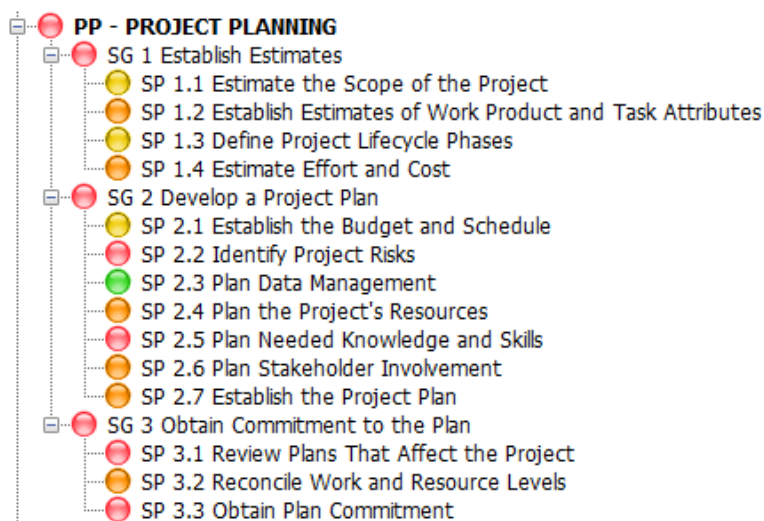 PP - PROJECT PLANNING
SG 1 Establish Estimates
SP 1.1 Estimate the Scope of the Project
SP 1.2 Establish Estimates of Work Product and Task Attributes
SP 1.3 Define Project Lifecycle Phases
SP 1.4 Estimate Effort and Cost
SG 2 Develop a Project Plan
SP 2.1 Establish the Budget and Schedule
SP 2.2 Identify Project Risks
SP 2.3 Plan Data Management
SP 2.4 Plan the Project's Resources
SP 2.5 Plan Needed Knowledge and Skills
SP 2.6 Plan Stakeholder Involvement
SP 2.7 Establish the Project Plan
SG 3 Obtain Commitment to the Plan
SP 3.1 Review Plans That Affect the Project
SP 3.2 Reconcile Work and Resource Levels
SP 3.3 Obtain Plan Commitment